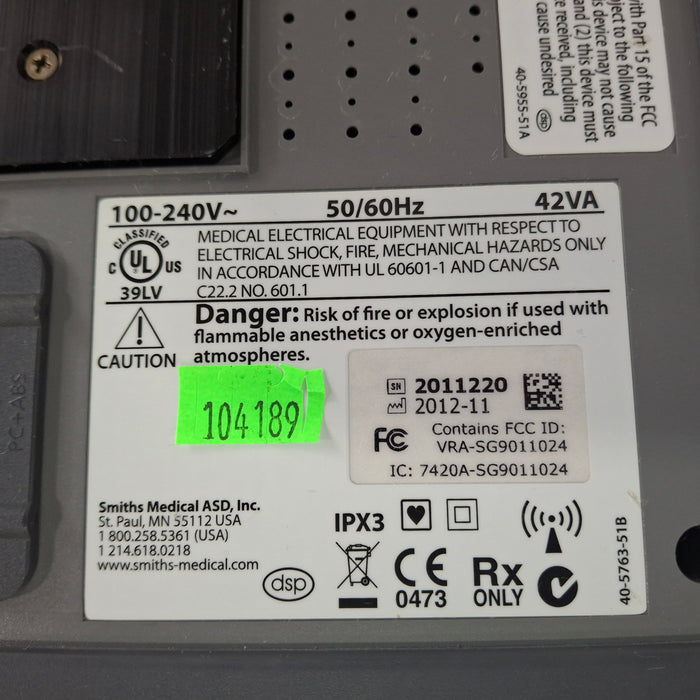 with Part 15 of the FCC
ject to the following
s device may not cause
and (2) this device must
e received, including
cause undesired
dsp
40-5955-51A
100-240V~ 50/60Hz 42VA
CLASSIFIED
C UL US
39LV
MEDICAL ELECTRICAL EQUIPMENT WITH RESPECT TO
ELECTRICAL SHOCK, FIRE, MECHANICAL HAZARDS ONLY
IN ACCORDANCE WITH UL 60601-1 AND CAN/CSA
C22.2 NO. 601.1
CAUTION
Danger: Risk of fire or explosion if used with
flammable anesthetics or oxygen-enriched
atmospheres.
104189
SN 2011220
2012-11
FC Contains FCC ID:
VRA-SG9011024
IC: 7420A-SG9011024
PC+ABS
Smiths Medical ASD, Inc.
St. Paul, MN 55112 USA
1 800.258.5361 (USA)
1 214.618.0218
www.smiths-medical.com
dsp
IPX3
CE
0473
Rx
ONLY
40-5763-51B